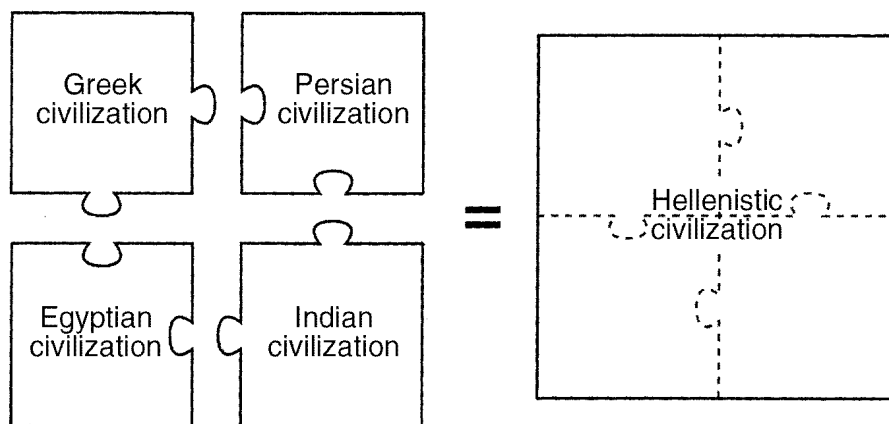 Greek
civilization
Persian
civilization
Egyptian
civilization
Indian
civilization
=
Hellenistic
civilization